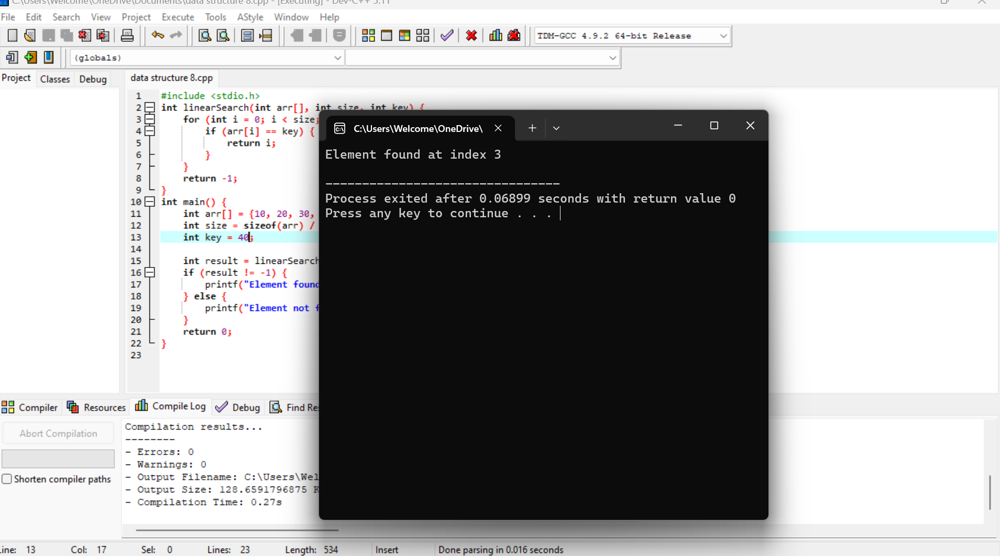 C:\Users\Welcome\OneDrive\Documents\data structure 8.cpp - [Executing] - Dev-C++ 5.11
File Edit Search View Project Execute Tools AStyle Window Help
TDM-GCC 4.9.2 64-bit Release
(globals)
Project Classes Debug data structure 8.cpp
1 #include <stdio.h>
2 int linearSearch(int arr[], int size, int key) {
3 for (int i = 0; i < size;
4 if (arr[i] == key) {
5 return i;
6 }
7 }
8 return -1;
9 }
10 int main() {
11 int arr[] = {10, 20, 30,
12 int size = sizeof(arr) /
13 int key = 40;
14
15 int result = linearSearch
16 if (result != -1) {
17 printf("Element found
18 } else {
19 printf("Element not
20 }
21 return 0;
22 }
23
C:\Users\Welcome\OneDrive\
Element found at index 3
--------------------------------
Process exited after 0.06899 seconds with return value 0
Press any key to continue . . .
Compiler Resources Compile Log Debug Find Res
Abort Compilation
Shorten compiler paths
Compilation results...
--------
- Errors: 0
- Warnings: 0
- Output Filename: C:\Users\Wel
- Output Size: 128.6591796875 K
- Compilation Time: 0.27s
Line: 13 Col: 17 Sel: 0 Lines: 23 Length: 534 Insert Done parsing in 0.016 seconds